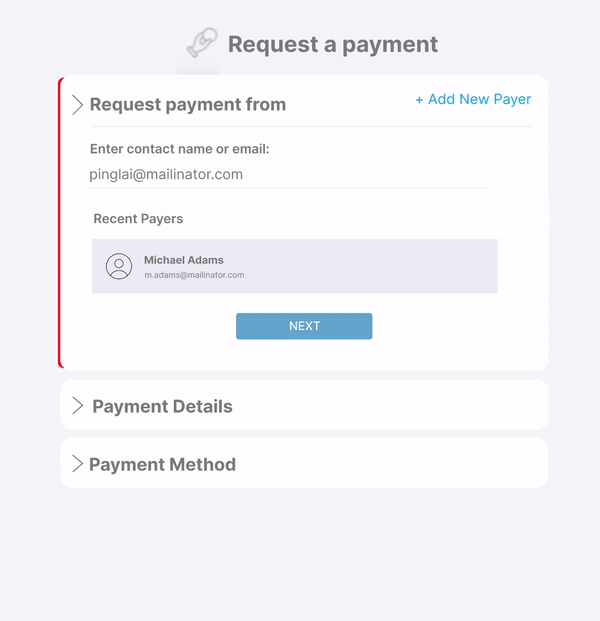 Request a payment
Request payment from
+ Add New Payer
Enter contact name or email:
pinglai@mailinator.com
Recent Payers
Michael Adams
m.adams@mailinator.com
NEXT
Payment Details
Payment Method